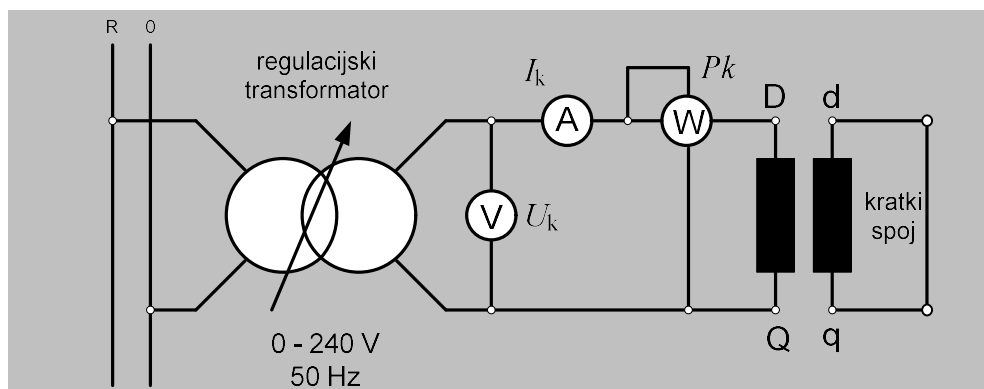 R 0
regulacijski
transformator
Ik
Pk
A
W
D d
V
Uk
kratki
spoj
0 - 240 V
50 Hz
Q q